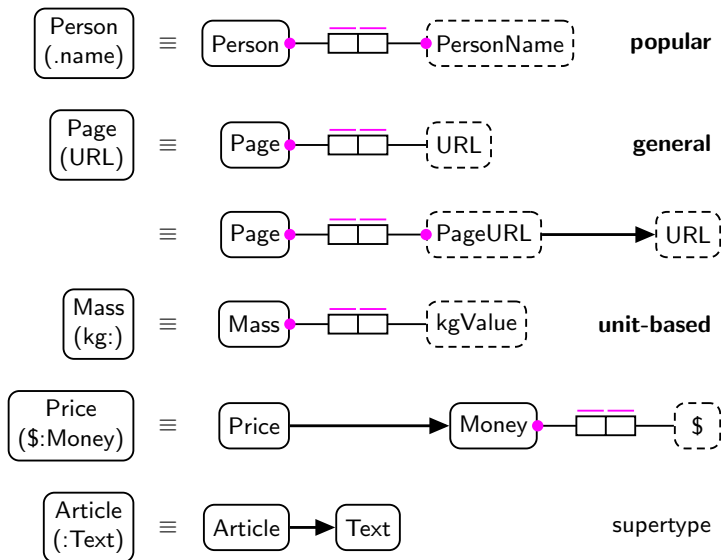 Person
(.name)
≡ Person PersonName popular
Page
(URL)
≡ Page URL general
≡ Page PageURL URL
Mass
(kg:)
≡ Mass kgValue unit-based
Price
($:Money)
≡ Price Money $
Article
(:Text)
≡ Article Text supertype